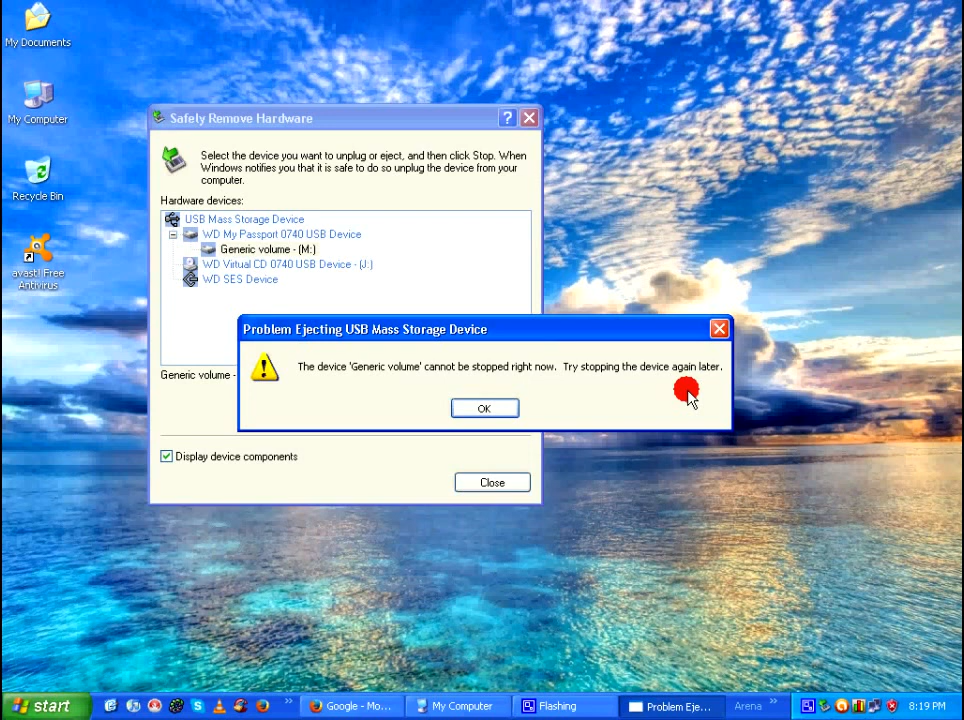 My Documents
My Computer
Recycle Bin
avast! Free
Antivirus
Safely Remove Hardware
?
Select the device you want to unplug or eject, and then click Stop. When
Windows notifies you that it is safe to do so unplug the device from your
computer.
Hardware devices:
USB Mass Storage Device
WD My Passport 0740 USB Device
Generic volume - (M:)
WD Virtual CD 0740 USB Device - (J:)
WD SES Device
Problem Ejecting USB Mass Storage Device
The device 'Generic volume' cannot be stopped right now. Try stopping the device again later.
Generic volume -
OK
Display device components
Close
start
Google - Mo...
My Computer
Flashing
Problem Eje...
Arena
8:19 PM